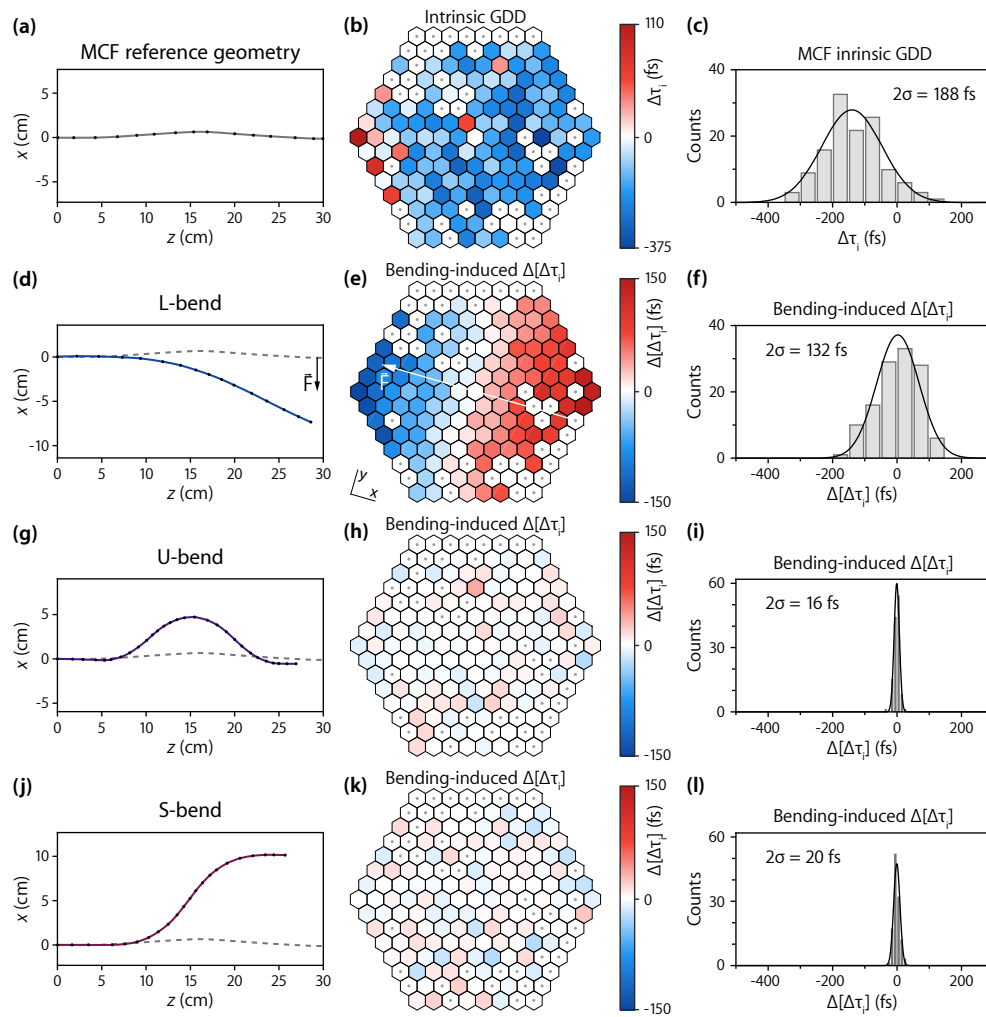 (a)
MCF reference geometry
5
0
-5
x (cm)
0 5 10 15 20 25 30
z (cm)
(b)
Intrinsic GDD
110
0
-375
Δτi (fs)
(c)
MCF inrinsic GDD
2σ = 188 fs
40
20
0
Counts
-400 -200 0 200
Δτi (fs)
(d)
L-bend
0
-5
-10
x (cm)
F
0 5 10 15 20 25 30
z (cm)
(e)
Bending-induced Δ[Δτi]
F
y
x
150
0
-150
Δ[Δτi] (fs)
(f)
Bending-induced Δ[Δτi]
2σ = 132 fs
40
20
0
Counts
-400 -200 0 200
Δ[Δτi] (fs)
(g)
U-bend
5
0
-5
x (cm)
0 5 10 15 20 25 30
z (cm)
(h)
Bending-induced Δ[Δτi]
150
0
-150
Δ[Δτi] (fs)
(i)
Bending-induced Δ[Δτi]
2σ = 16 fs
60
30
0
Counts
-400 -200 0 200
Δ[Δτi] (fs)
(j)
S-bend
10
5
0
x (cm)
0 5 10 15 20 25 30
z (cm)
(k)
Bending-induced Δ[Δτi]
150
0
-150
Δ[Δτi] (fs)
(l)
Bending-induced Δ[Δτi]
2σ = 20 fs
60
30
0
Counts
-400 -200 0 200
Δ[Δτi] (fs)